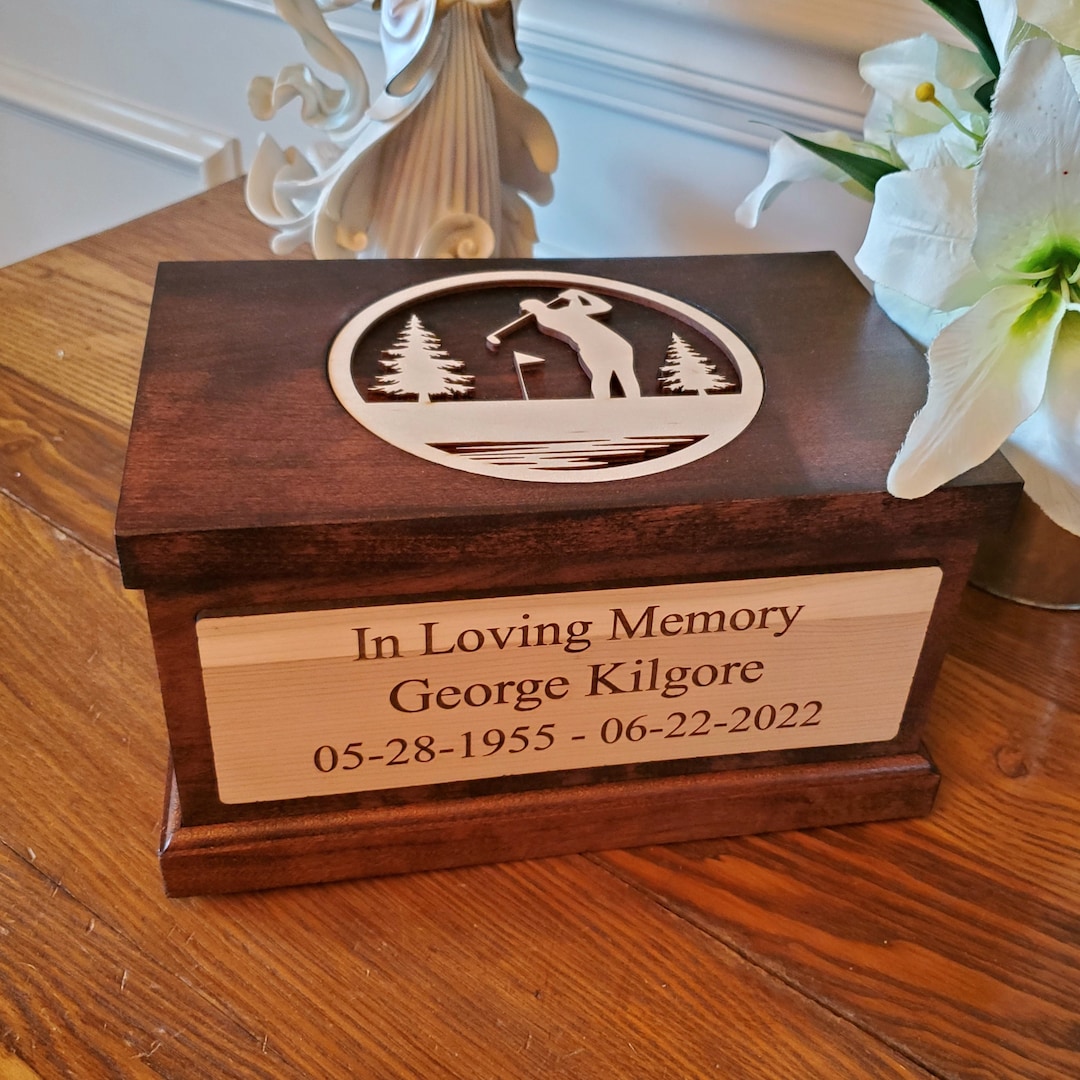 In Loving Memory
George Kilgore
05-28-1955 - 06-22-2022